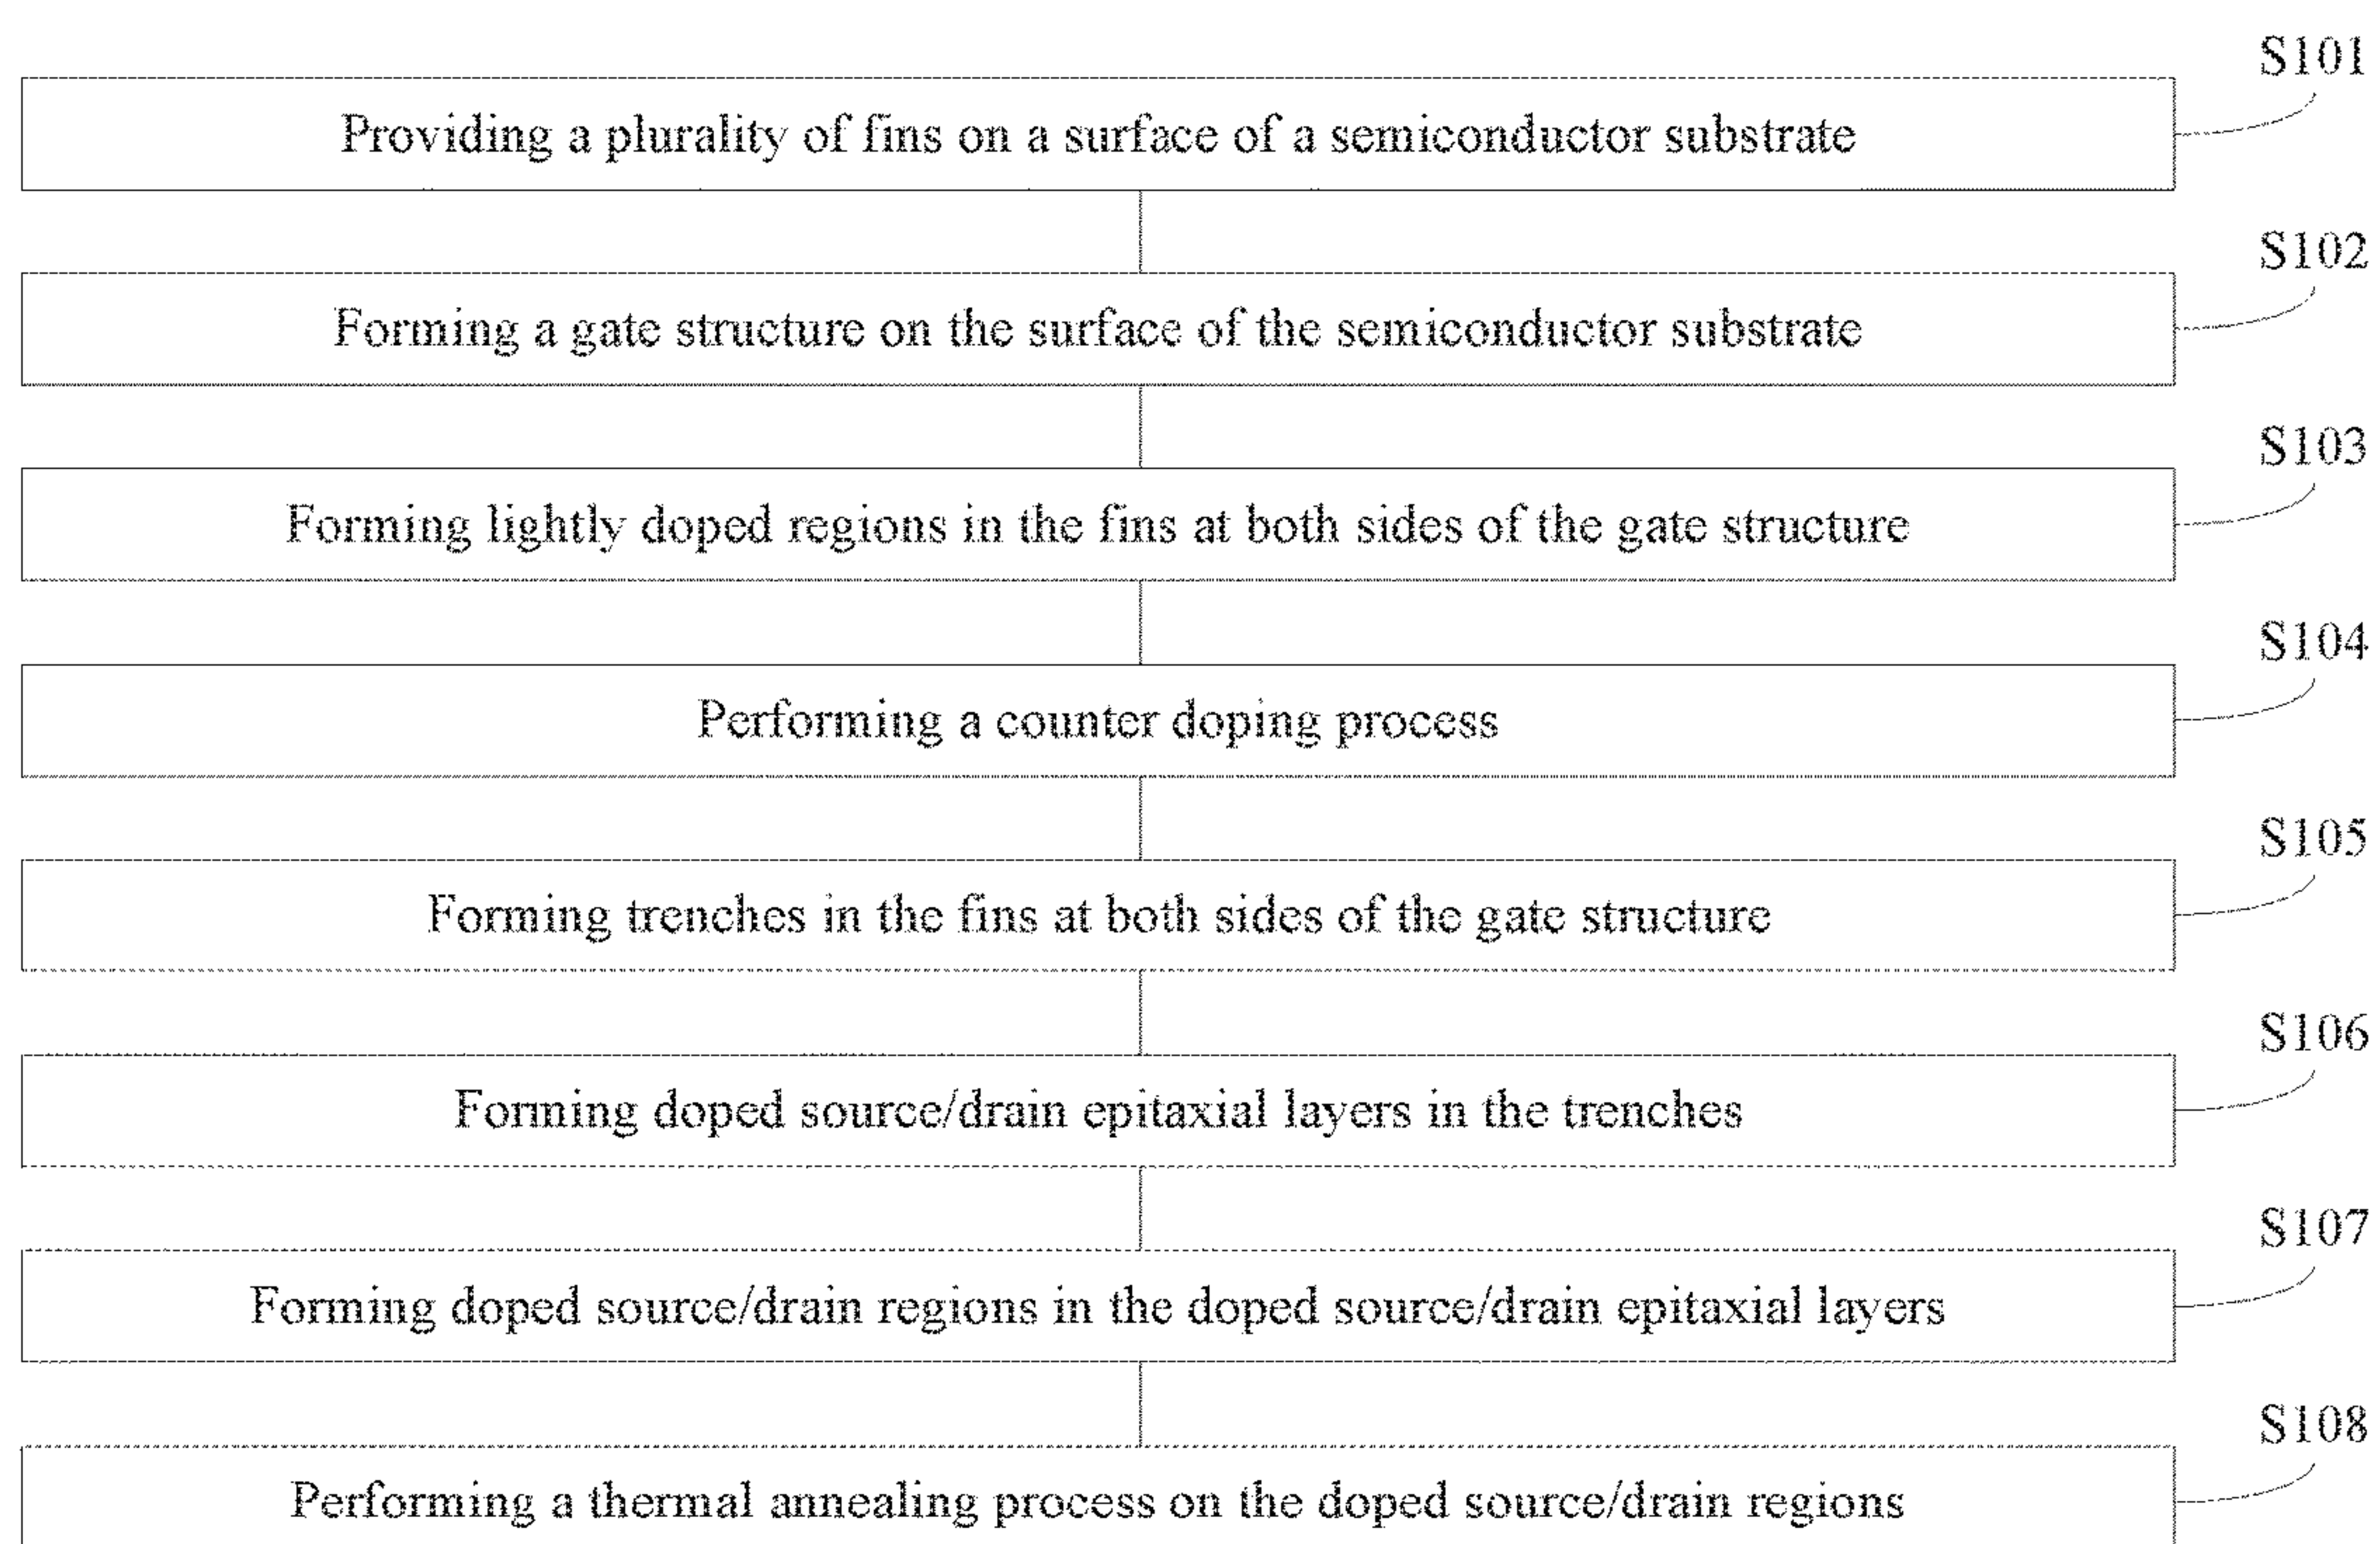 S101
Providing a plurality of fins on a surface of a semiconductor substrate
S102
Forming a gate structure on the surface of the semiconductor substrate
S103
Forming lightly doped regions in the fins at both sides of the gate structure
S104
Performing a counter doping process
S105
Forming trenches in the fins at both sides of the gate structure
S106
Forming doped source/drain epitaxial layers in the trenches
S107
Forming doped source/drain regions in the doped source/drain epitaxial layers
S108
Performing a thermal annealing process on the doped source/drain regions